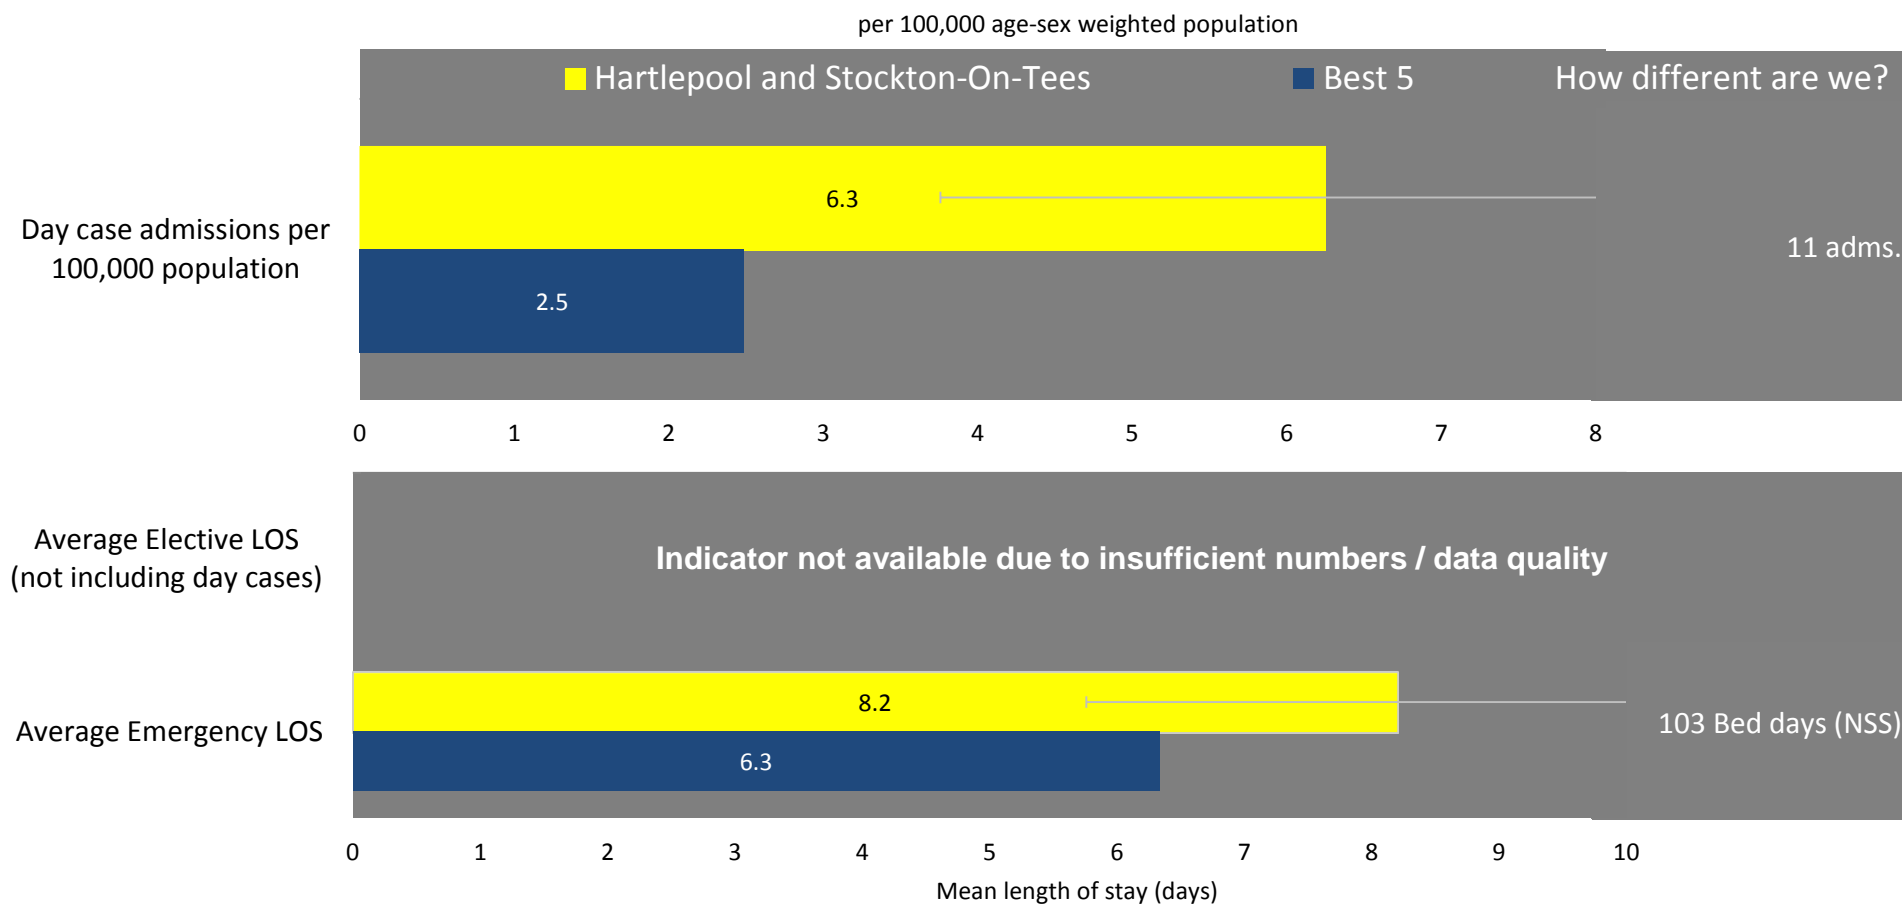 per 100,000 age-sex weighted population
Hartlepool and Stockton-On-Tees Best 5 How different are we?
Day case admissions per
100,000 population
6.3
2.5
11 adms.
0 1 2 3 4 5 6 7 8
Average Elective LOS
(not including day cases)
Indicator not available due to insufficient numbers / data quality
Average Emergency LOS
8.2
6.3
103 Bed days (NSS)
0 1 2 3 4 5 6 7 8 9 10
Mean length of stay (days)